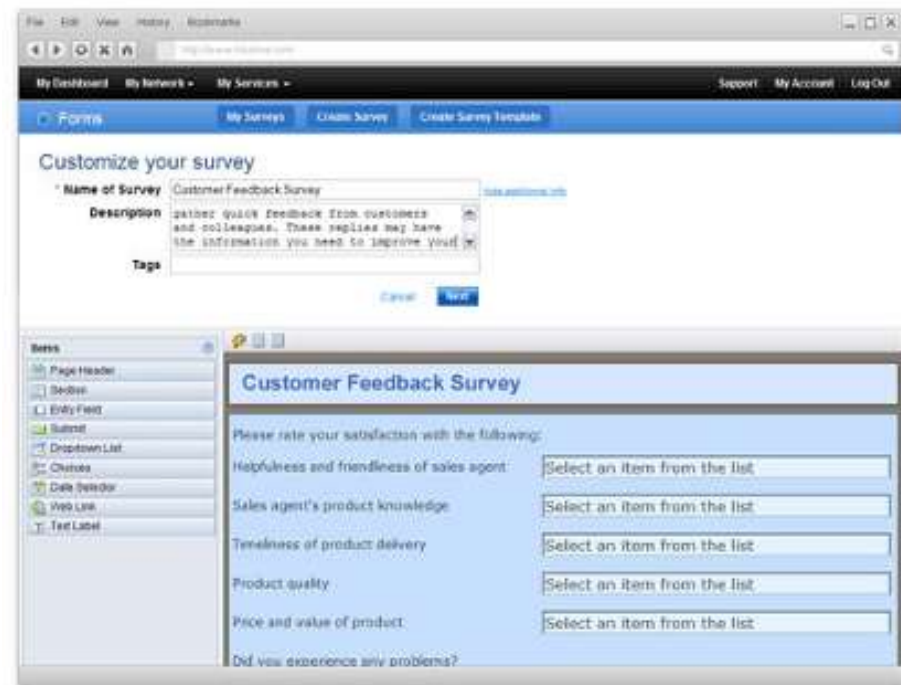 File Edit View History Bookmarks
My Dashboard My Network My Services Support My Account Log Out
Forms My Surveys Create Survey Create Survey Template
Customize your survey
* Name of Survey Customer Feedback Survey
Description gather quick feedback from customers
and colleagues. These replies may have
the information you need to improve your
Tags
Cancel Next
Items
Page Header
Section
Entry Field
Submit
Dropdown List
Choices
Date Selector
Web Link
Text Label
Customer Feedback Survey
Please rate your satisfaction with the following:
Helpfulness and friendliness of sales agent Select an item from the list
Sales agent's product knowledge Select an item from the list
Timeliness of product delivery Select an item from the list
Product quality Select an item from the list
Price and value of product Select an item from the list
Did you experience any problems?